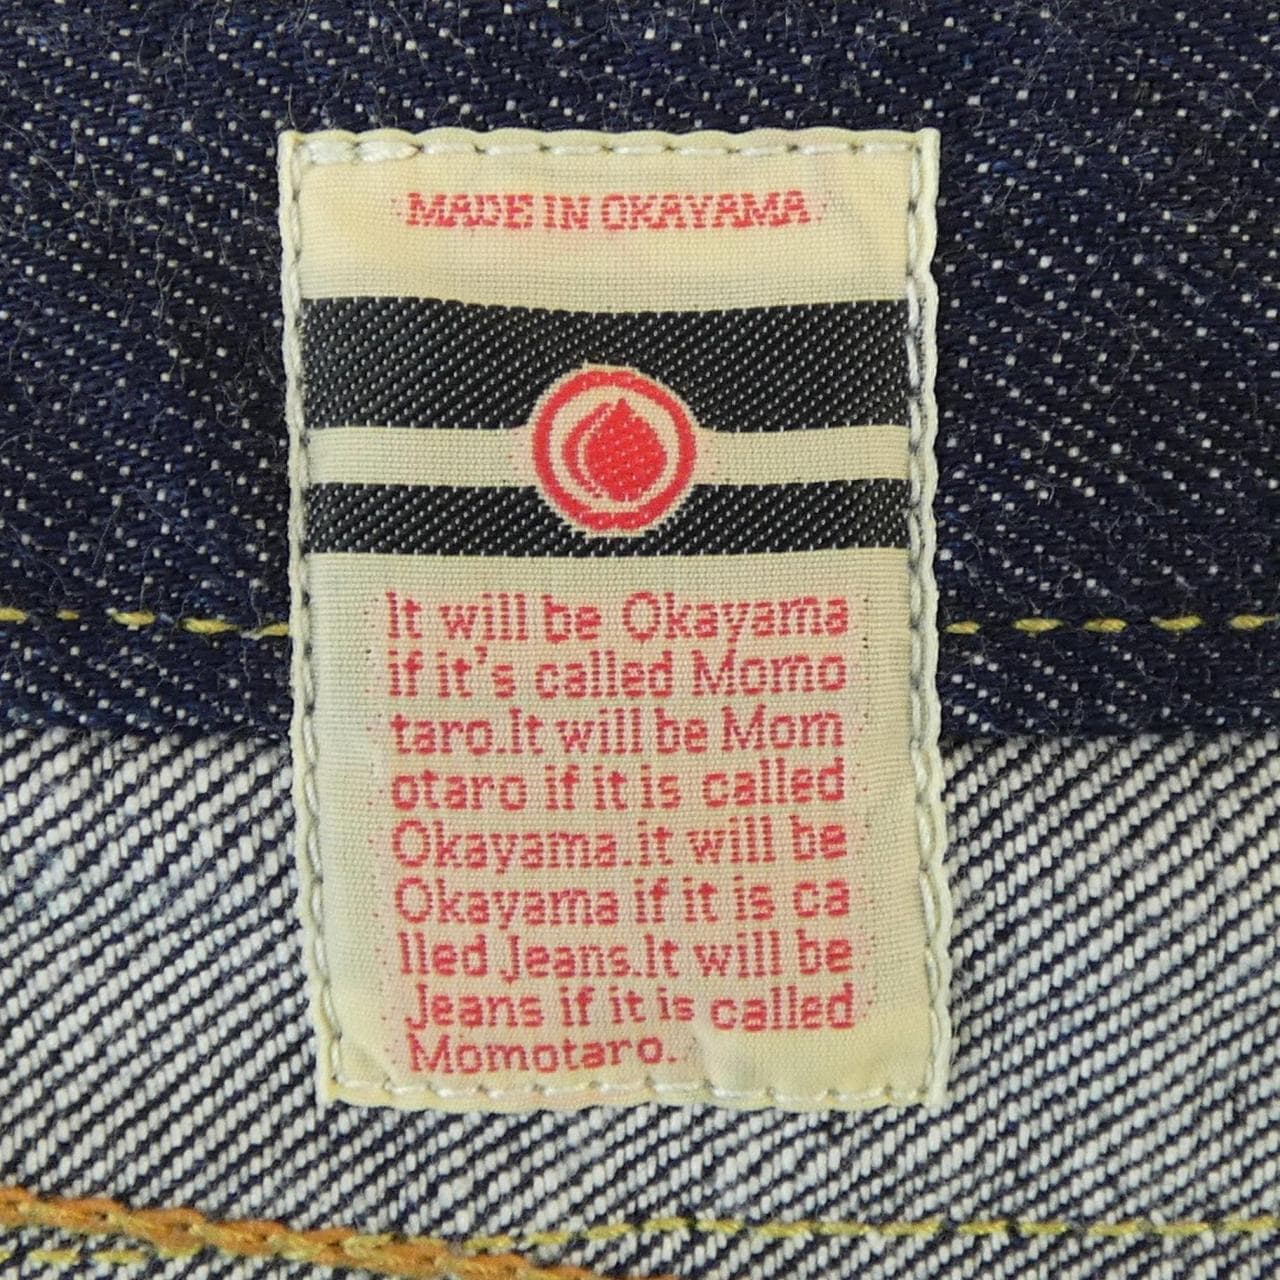 MADE IN OKAYAMA
It will be Okayama
if it's called Momo
taro.It will be Mom
otaro if it is called
Okayama.it will be
Okayama if it is ca
lled Jeans.It will be
Jeans if it is called
Momotaro.